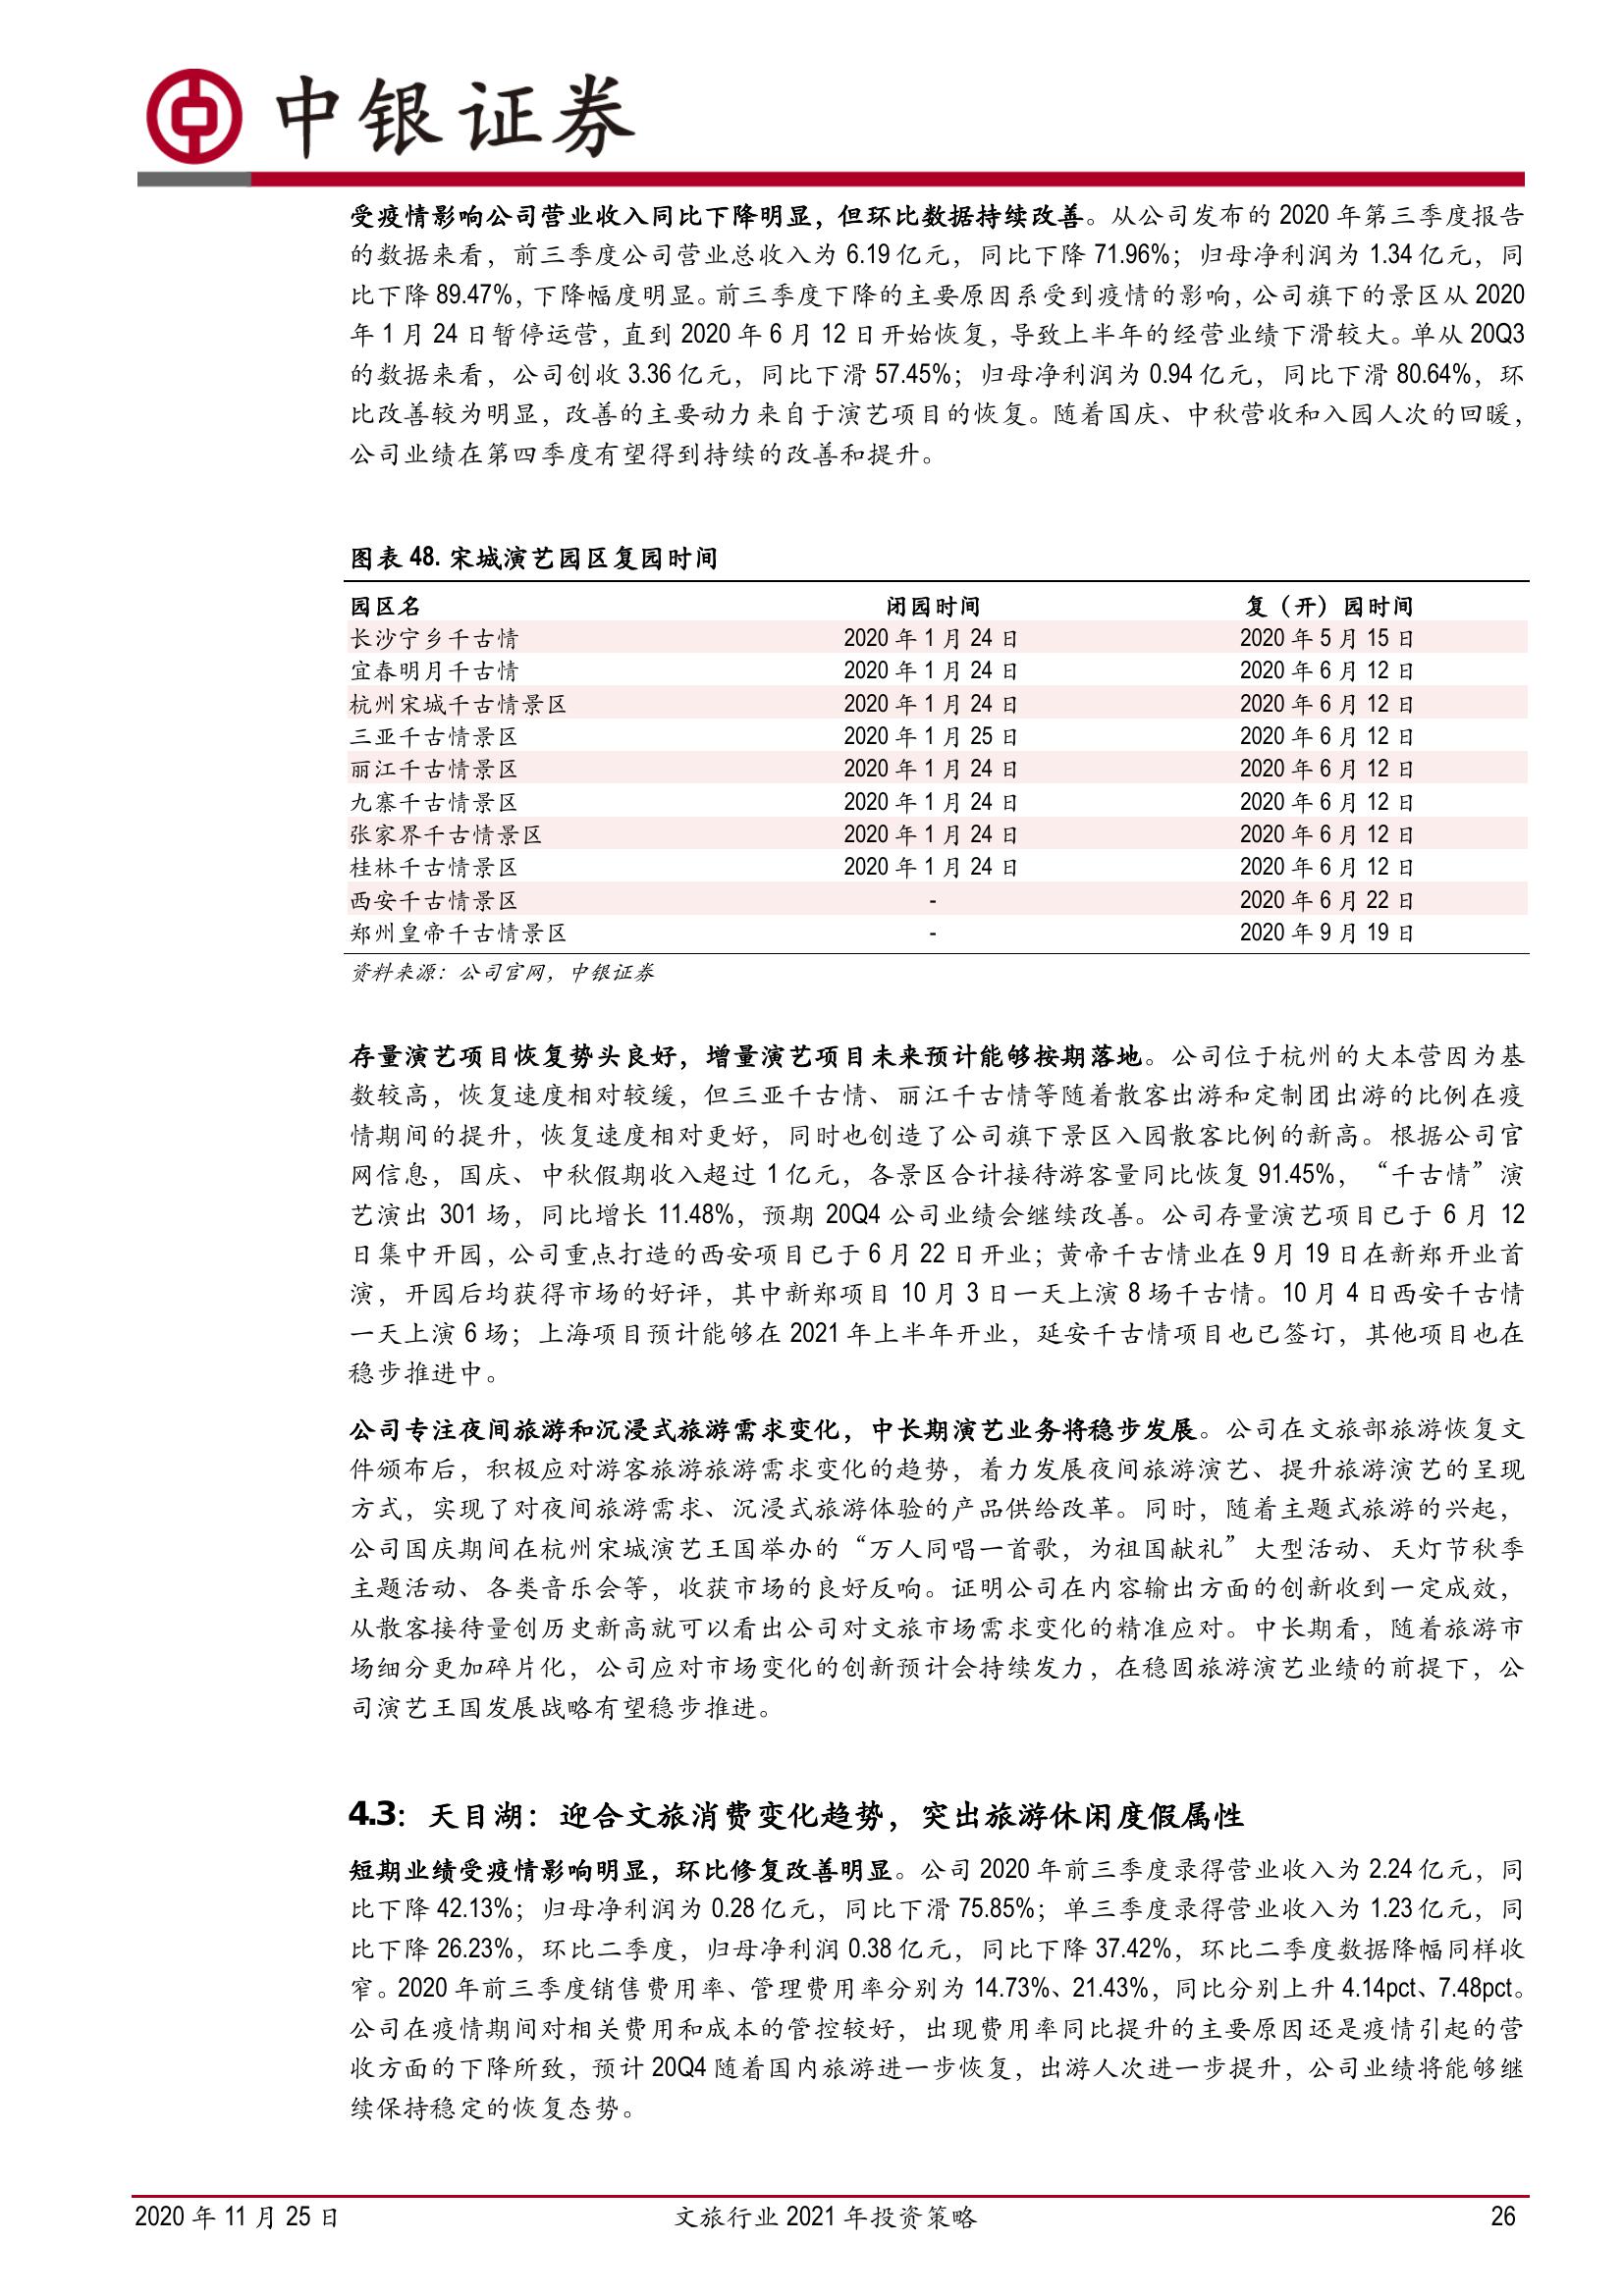 中银证券
受疫情影响公司营业收入同比下降明显，但环比数据持续改善。从公司发布的 2020 年第三季度报告
的数据来看，前三季度公司营业总收入为 6.19 亿元，同比下降 71.96%；归母净利润为 1.34 亿元，同
比下降 89.47%，下降幅度明显。前三季度下降的主要原因系受到疫情的影响，公司旗下的景区从 2020
年 1 月 24 日暂停运营，直到 2020 年 6 月 12 日开始恢复，导致上半年的经营业绩下滑较大。单从 20Q3
的数据来看，公司创收 3.36 亿元，同比下滑 57.45%；归母净利润为 0.94 亿元，同比下滑 80.64%，环
比改善较为明显，改善的主要动力来自于演艺项目的恢复。随着国庆、中秋营收和入园人次的回暖，
公司业绩在第四季度有望得到持续的改善和提升。
图表 48. 宋城演艺园区复园时间
园区名 闭园时间 复（开）园时间
长沙宁乡千古情 2020 年 1 月 24 日 2020 年 5 月 15 日
宜春明月千古情 2020 年 1 月 24 日 2020 年 6 月 12 日
杭州宋城千古情景区 2020 年 1 月 24 日 2020 年 6 月 12 日
三亚千古情景区 2020 年 1 月 25 日 2020 年 6 月 12 日
丽江千古情景区 2020 年 1 月 24 日 2020 年 6 月 12 日
九寨千古情景区 2020 年 1 月 24 日 2020 年 6 月 12 日
张家界千古情景区 2020 年 1 月 24 日 2020 年 6 月 12 日
桂林千古情景区 2020 年 1 月 24 日 2020 年 6 月 12 日
西安千古情景区 - 2020 年 6 月 22 日
郑州皇帝千古情景区 - 2020 年 9 月 19 日
资料来源：公司官网，中银证券
存量演艺项目恢复势头良好，增量演艺项目未来预计能够按期落地。公司位于杭州的大本营因为基
数较高，恢复速度相对较缓，但三亚千古情、丽江千古情等随着散客出游和定制团出游的比例在疫
情期间的提升，恢复速度相对更好，同时也创造了公司旗下景区入园散客比例的新高。根据公司官
网信息，国庆、中秋假期收入超过 1 亿元，各景区合计接待游客量同比恢复 91.45%，“千古情”演
艺演出 301 场，同比增长 11.48%，预期 20Q4 公司业绩会继续改善。公司存量演艺项目已于 6 月 12
日集中开园，公司重点打造的西安项目已于 6 月 22 日开业；黄帝千古情业在 9 月 19 日在新郑开业首
演，开园后均获得市场的好评，其中新郑项目 10 月 3 日一天上演 8 场千古情。10 月 4 日西安千古情
一天上演 6 场；上海项目预计能够在 2021 年上半年开业，延安千古情项目也已签订，其他项目也在
稳步推进中。
公司专注夜间旅游和沉浸式旅游需求变化，中长期演艺业务将稳步发展。公司在文旅部旅游恢复文
件颁布后，积极应对游客旅游旅游需求变化的趋势，着力发展夜间旅游演艺、提升旅游演艺的呈现
方式，实现了对夜间旅游需求、沉浸式旅游体验的产品供给改革。同时，随着主题式旅游的兴起，
公司国庆期间在杭州宋城演艺王国举办的“万人同唱一首歌，为祖国献礼”大型活动、天灯节秋季
主题活动、各类音乐会等，收获市场的良好反响。证明公司在内容输出方面的创新收到一定成效，
从散客接待量创历史新高就可以看出公司对文旅市场需求变化的精准应对。中长期看，随着旅游市
场细分更加碎片化，公司应对市场变化的创新预计会持续发力，在稳固旅游演艺业绩的前提下，公
司演艺王国发展战略有望稳步推进。
4.3：天目湖：迎合文旅消费变化趋势，突出旅游休闲度假属性
短期业绩受疫情影响明显，环比修复改善明显。公司 2020 年前三季度录得营业收入为 2.24 亿元，同
比下降 42.13%；归母净利润为 0.28 亿元，同比下滑 75.85%；单三季度录得营业收入为 1.23 亿元，同
比下降 26.23%，环比二季度，归母净利润 0.38 亿元，同比下降 37.42%，环比二季度数据降幅同样收
窄。2020 年前三季度销售费用率、管理费用率分别为 14.73%、21.43%，同比分别上升 4.14pct、7.48pct。
公司在疫情期间对相关费用和成本的管控较好，出现费用率同比提升的主要原因还是疫情引起的营
收方面的下降所致，预计 20Q4 随着国内旅游进一步恢复，出游人次进一步提升，公司业绩将能够继
续保持稳定的恢复态势。
2020 年 11 月 25 日 文旅行业 2021 年投资策略 26